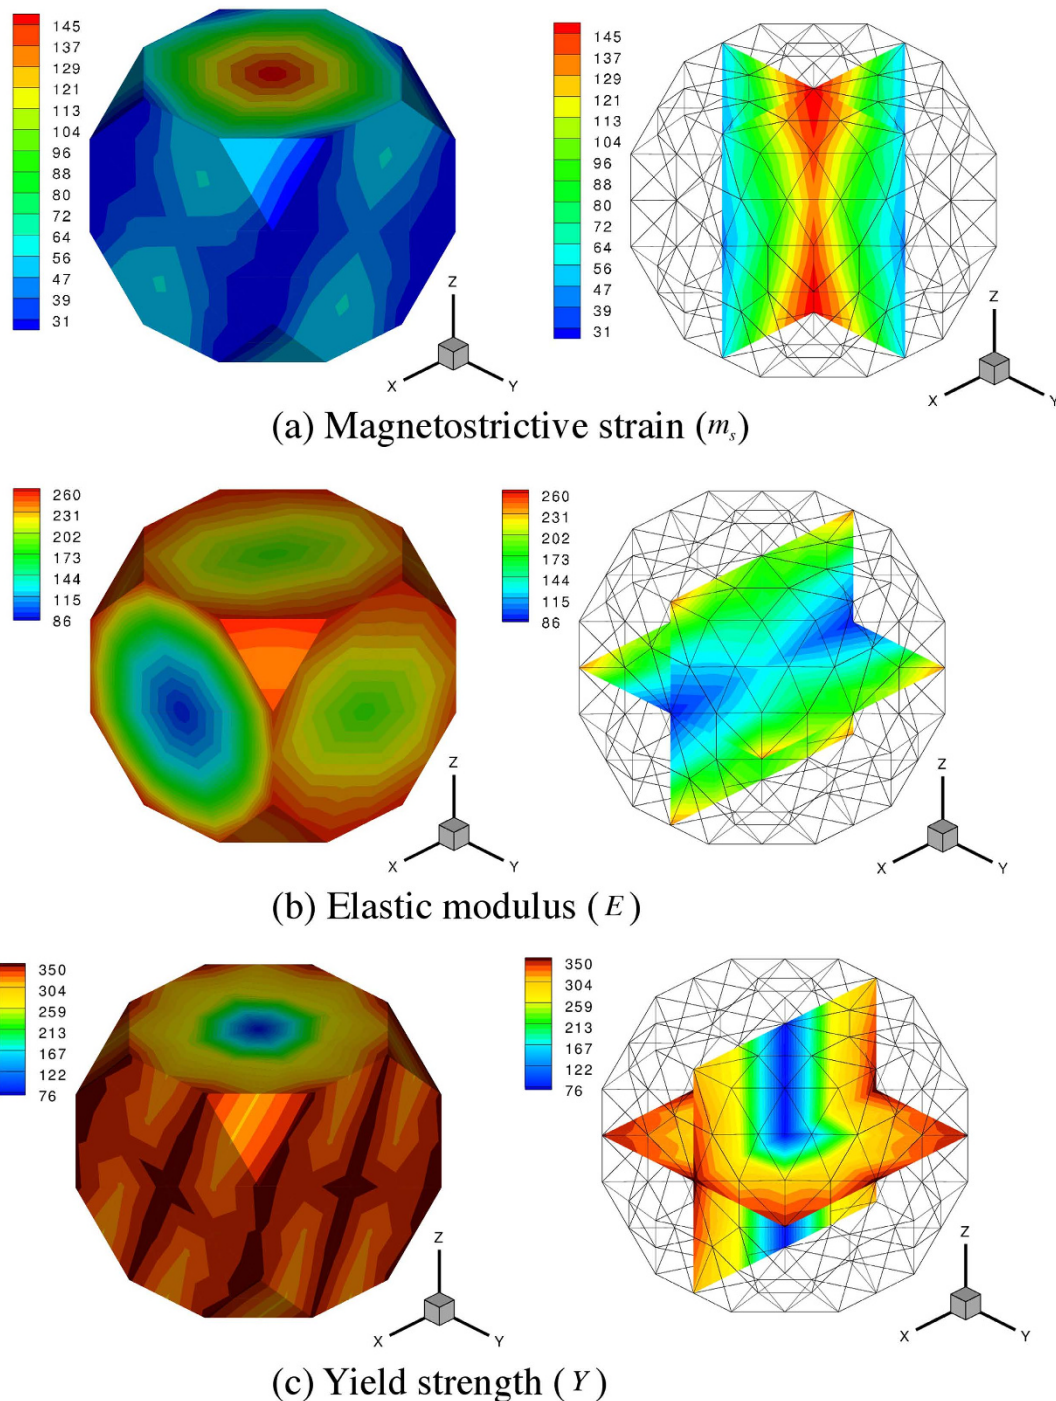 145
137
129
121
113
104
96
88
80
72
64
56
47
39
31
Z
X
Y
145
137
129
121
113
104
96
88
80
72
64
56
47
39
31
Z
X
Y
(a) Magnetostrictive strain (mₛ)
260
231
202
173
144
115
86
Z
X
Y
260
231
202
173
144
115
86
Z
X
Y
(b) Elastic modulus (E)
350
304
259
213
167
122
76
Z
X
Y
350
304
259
213
167
122
76
Z
X
Y
(c) Yield strength (Y)